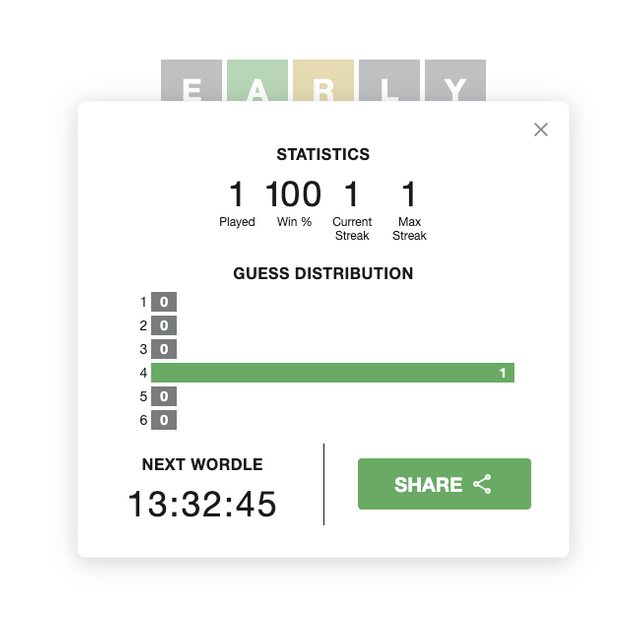 EARLY
STATISTICS
1 100 1 1
Played Win % Current Streak Max Streak
GUESS DISTRIBUTION
1 0
2 0
3 0
4 1
5 0
6 0
NEXT WORDLE
13:32:45
SHARE